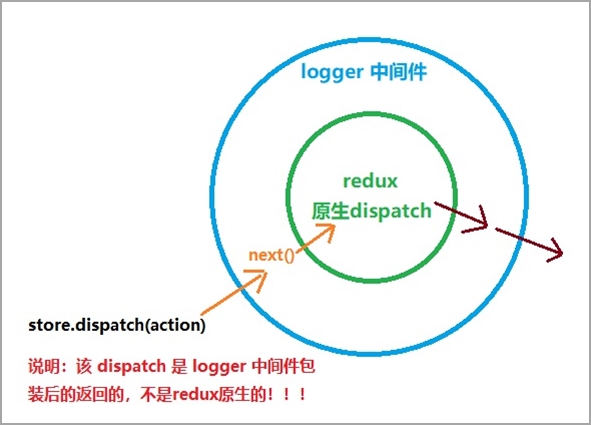 logger 中间件
redux
原生dispatch
next()
store.dispatch(action)
说明：该 dispatch 是 logger 中间件包
装后的返回的，不是redux原生的！！！